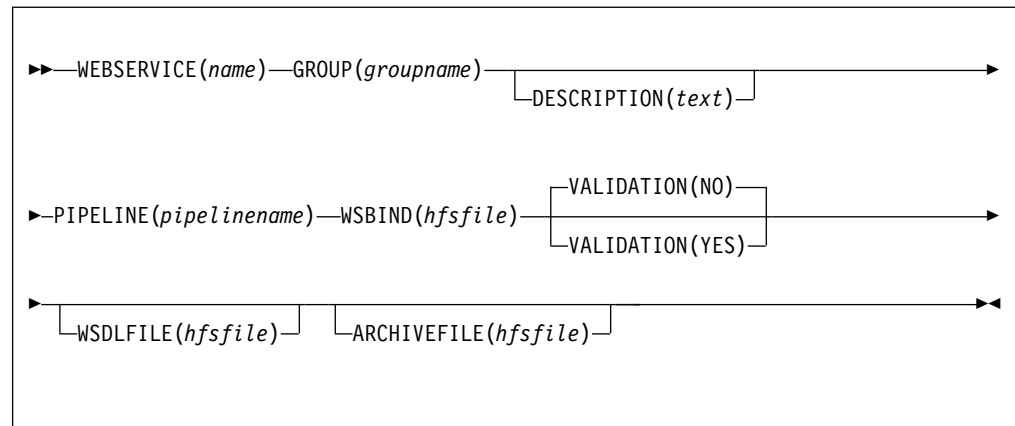 WEBSERVICE(name) GROUP(groupname)
DESCRIPTION(text)
VALIDATION(NO)
PIPELINE(pipelinename) WSBIND(hfsfile)
VALIDATION(YES)
WSDLFILE(hfsfile) ARCHIVEFILE(hfsfile)